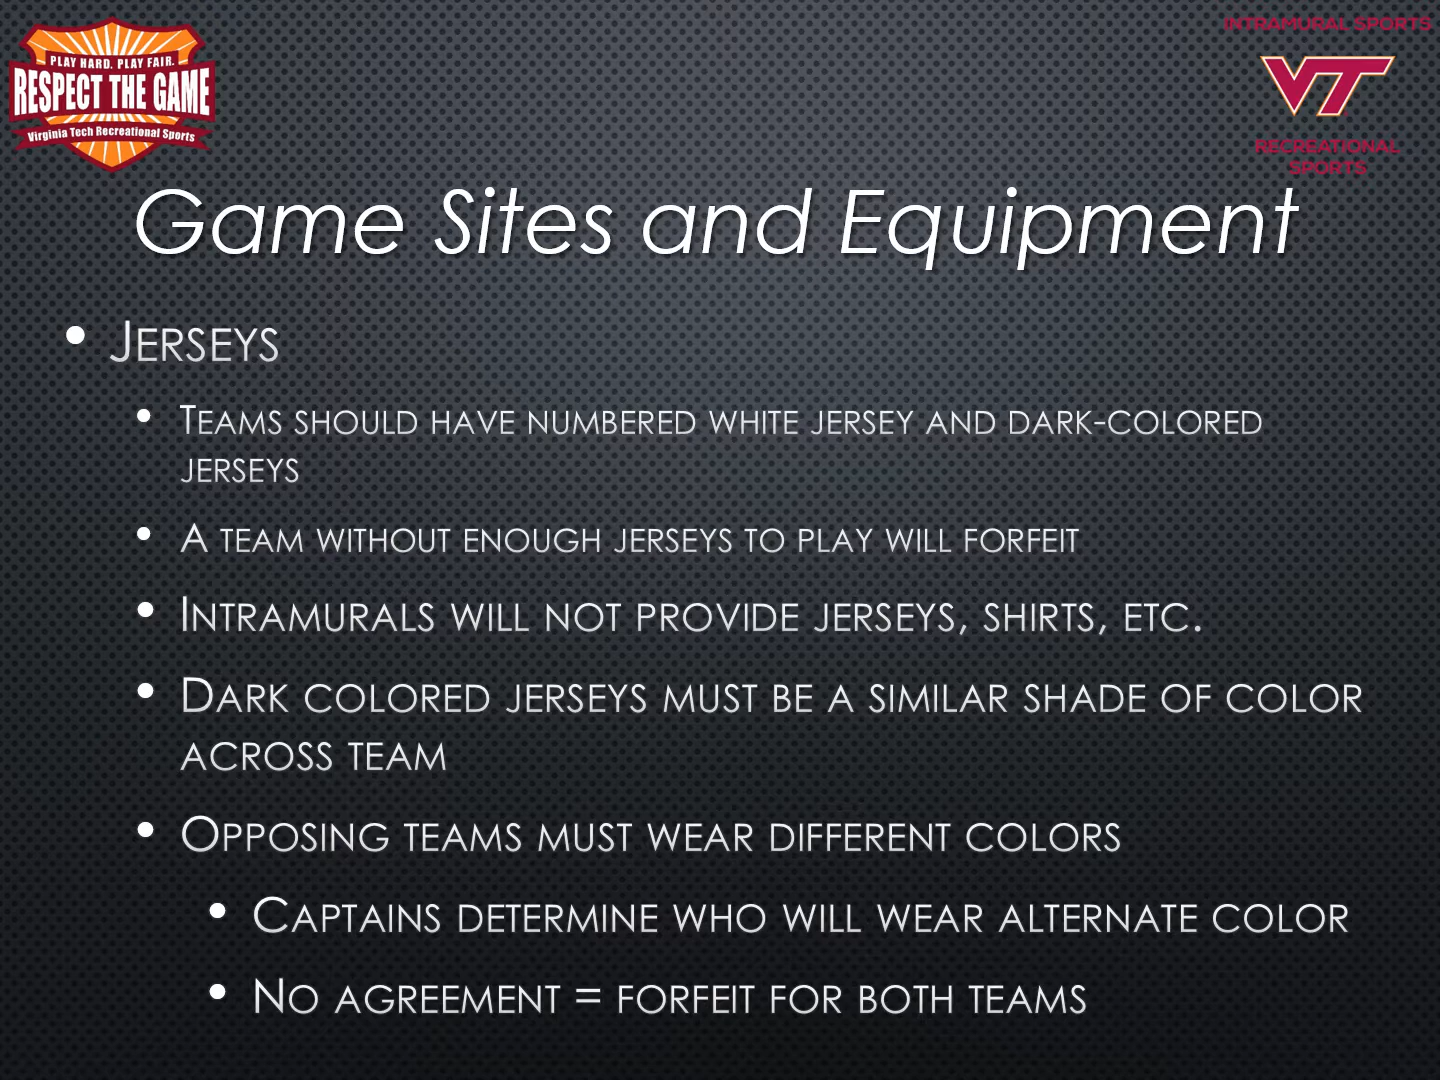 PLAY HARD. PLAY FAIR.
RESPECT THE GAME
Virginia Tech Recreational Sports
INTRAMURAL SPORTS
VT
RECREATIONAL
SPORTS
Game Sites and Equipment
• JERSEYS
• TEAMS SHOULD HAVE NUMBERED WHITE JERSEY AND DARK-COLORED
JERSEYS
• A TEAM WITHOUT ENOUGH JERSEYS TO PLAY WILL FORFEIT
• INTRAMURALS WILL NOT PROVIDE JERSEYS, SHIRTS, ETC.
• DARK COLORED JERSEYS MUST BE A SIMILAR SHADE OF COLOR
ACROSS TEAM
• OPPOSING TEAMS MUST WEAR DIFFERENT COLORS
• CAPTAINS DETERMINE WHO WILL WEAR ALTERNATE COLOR
• NO AGREEMENT = FORFEIT FOR BOTH TEAMS